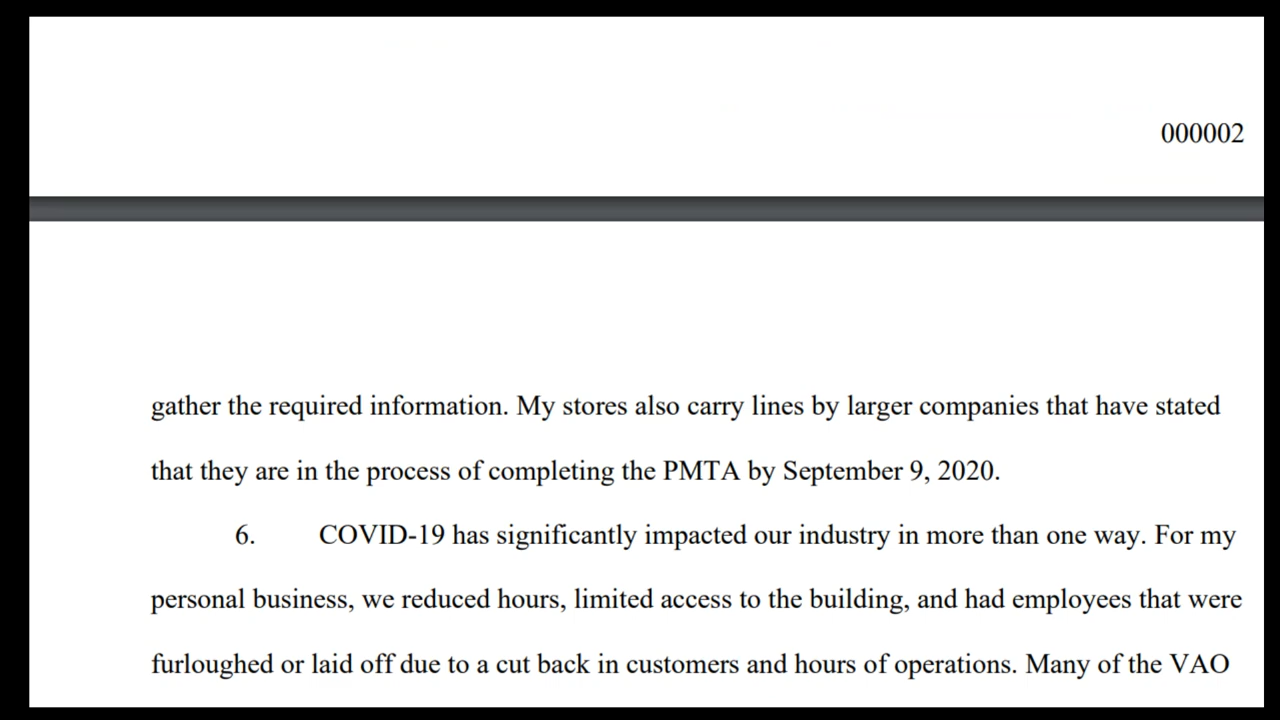 000002
gather the required information. My stores also carry lines by larger companies that have stated
that they are in the process of completing the PMTA by September 9, 2020.
6. COVID-19 has significantly impacted our industry in more than one way. For my
personal business, we reduced hours, limited access to the building, and had employees that were
furloughed or laid off due to a cut back in customers and hours of operations. Many of the VAO